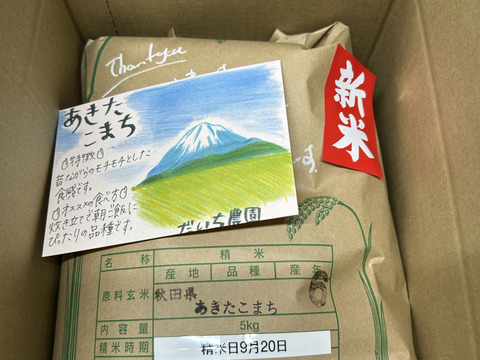 Thankyou
新米
す。
あきた
こまち
特徴
昔ながらのモチモチとした
食感です。
オススメの食べ方
炊き立てで朝ご飯に
ぴったりの品種です。
だいち農園
名称 精米
産地 品種 産年
原料玄米 秋田県 あきたこまち
内容量 5kg
精米時期 精米日9月20日